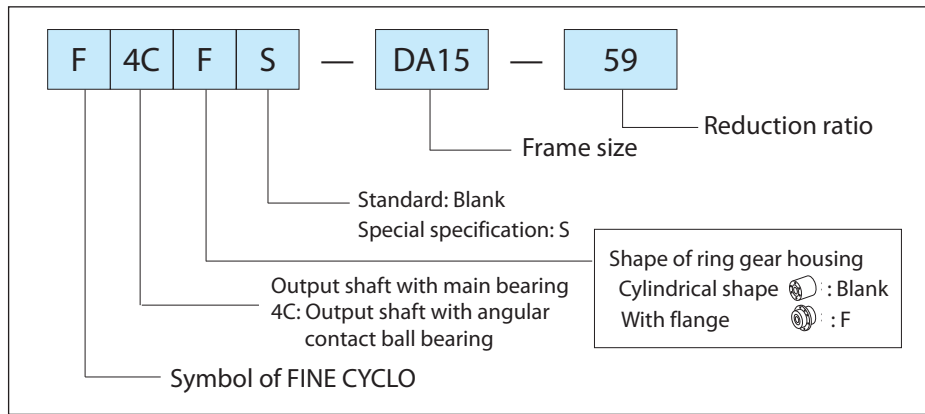 F 4C F S — DA15 — 59
Reduction ratio
Frame size
Standard: Blank
Special specification: S
Shape of ring gear housing
Cylindrical shape : Blank
With flange : F
Output shaft with main bearing
4C: Output shaft with angular
contact ball bearing
Symbol of FINE CYCLO